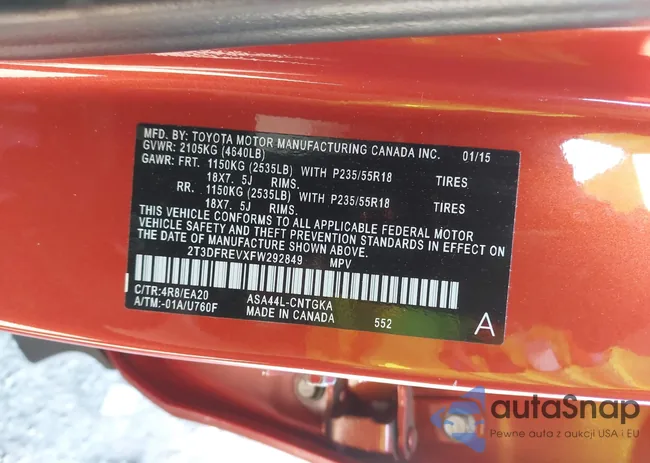 MFD. BY: TOYOTA MOTOR MANUFACTURING CANADA INC. 01/15
GVWR: 2105KG (4640LB)
GAWR: FRT. 1150KG (2535LB) WITH P235/55R18 TIRES
18X7. 5J RIMS.
RR. 1150KG (2535LB) WITH P235/55R18 TIRES
18X7. 5J RIMS.
THIS VEHICLE CONFORMS TO ALL APPLICABLE FEDERAL MOTOR
VEHICLE SAFETY AND THEFT PREVENTION STANDARDS IN EFFECT ON
THE DATE OF MANUFACTURE SHOWN ABOVE.
2T3DFREVXFW292849 MPV
C/TR:4R8/EA20 ASA44L-CNTGKA
A/TM:-01A/U760F MADE IN CANADA 552 A
autaSnap
Pewne auta z aukcji USA i EU